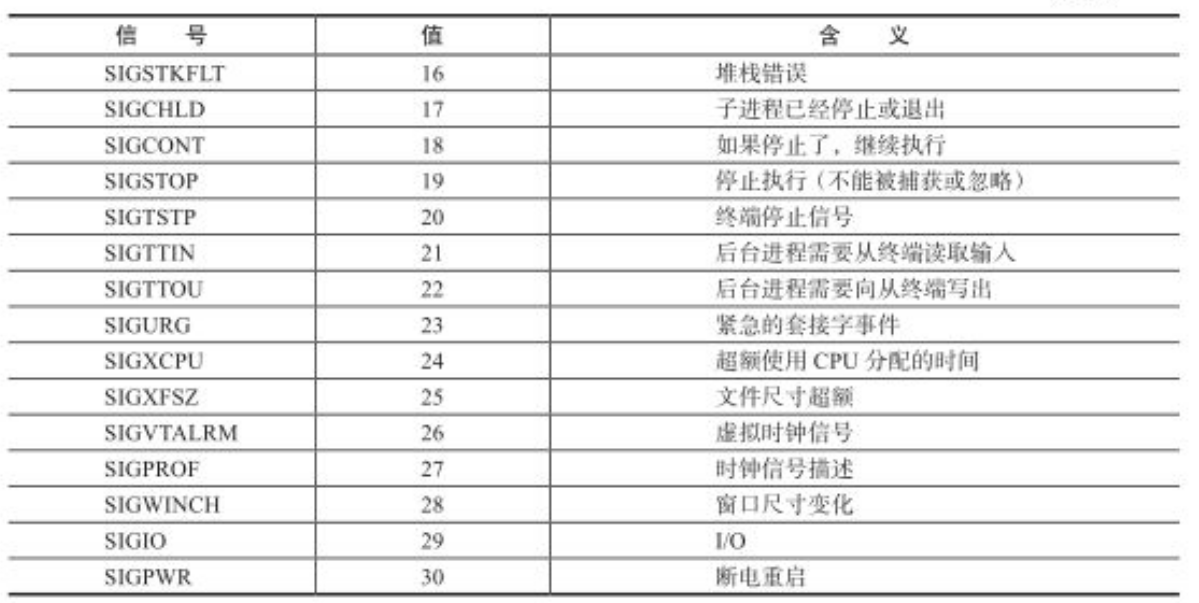 信 号 值 含 义
SIGSTKFLT 16 堆栈错误
SIGCHLD 17 子进程已经停止或退出
SIGCONT 18 如果停止了，继续执行
SIGSTOP 19 停止执行（不能被捕获或忽略）
SIGTSTP 20 终端停止信号
SIGTTIN 21 后台进程需要从终端读取输入
SIGTTOU 22 后台进程需要向从终端写出
SIGURG 23 紧急的套接字事件
SIGXCPU 24 超额使用 CPU 分配的时间
SIGXFSZ 25 文件尺寸超额
SIGVTALRM 26 虚拟时钟信号
SIGPROF 27 时钟信号描述
SIGWINCH 28 窗口尺寸变化
SIGIO 29 I/O
SIGPWR 30 断电重启